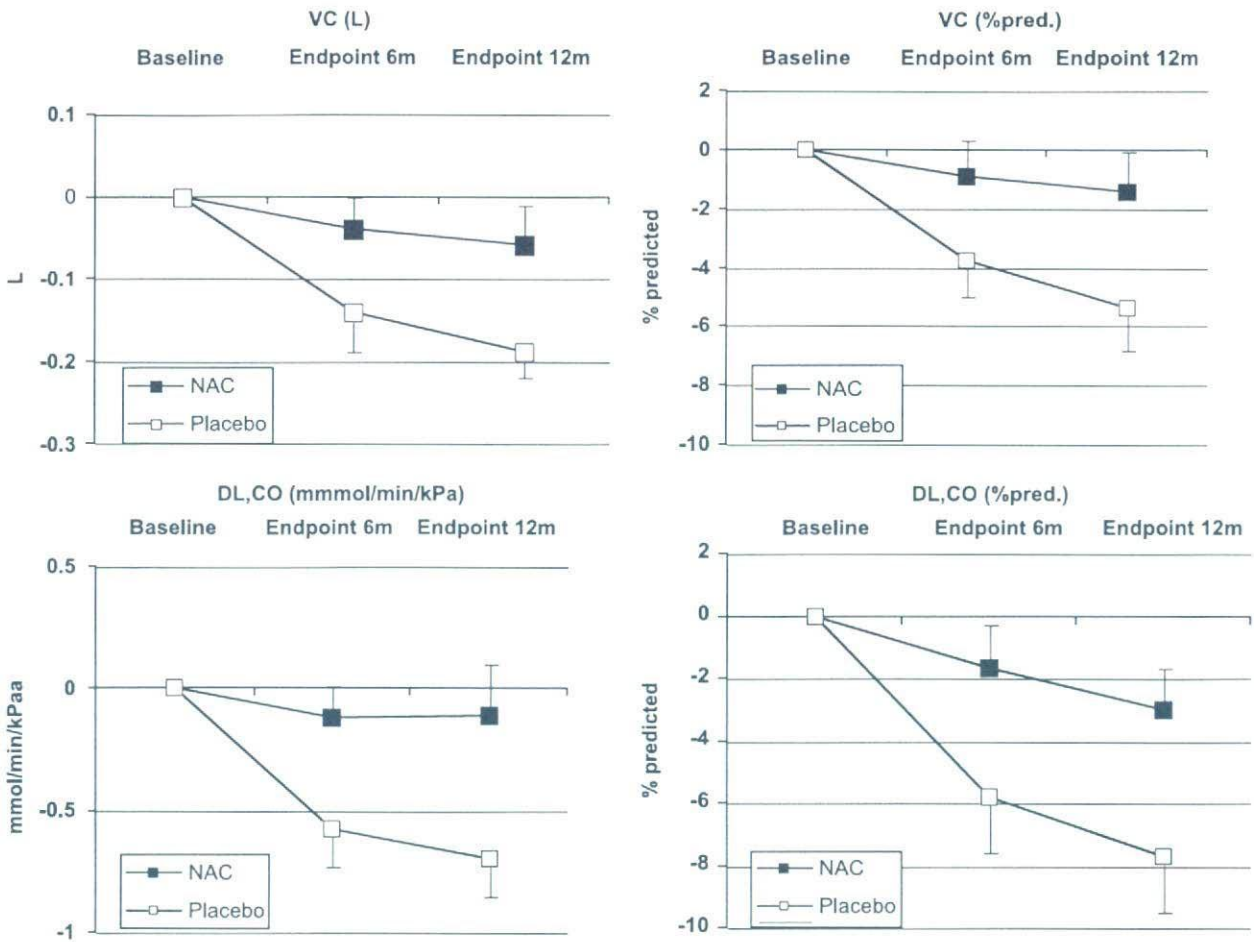 VC (L)
Baseline Endpoint 6m Endpoint 12m
0.1
0
-0.1
-0.2
-0.3
L
NAC
Placebo
VC (%pred.)
Baseline Endpoint 6m Endpoint 12m
2
0
-2
-4
-6
-8
-10
% predicted
NAC
Placebo
DL,CO (mmmol/min/kPa)
Baseline Endpoint 6m Endpoint 12m
0.5
0
-0.5
-1
mmol/min/kPaa
NAC
Placebo
DL,CO (%pred.)
Baseline Endpoint 6m Endpoint 12m
2
0
-2
-4
-6
-8
-10
% predicted
NAC
Placebo